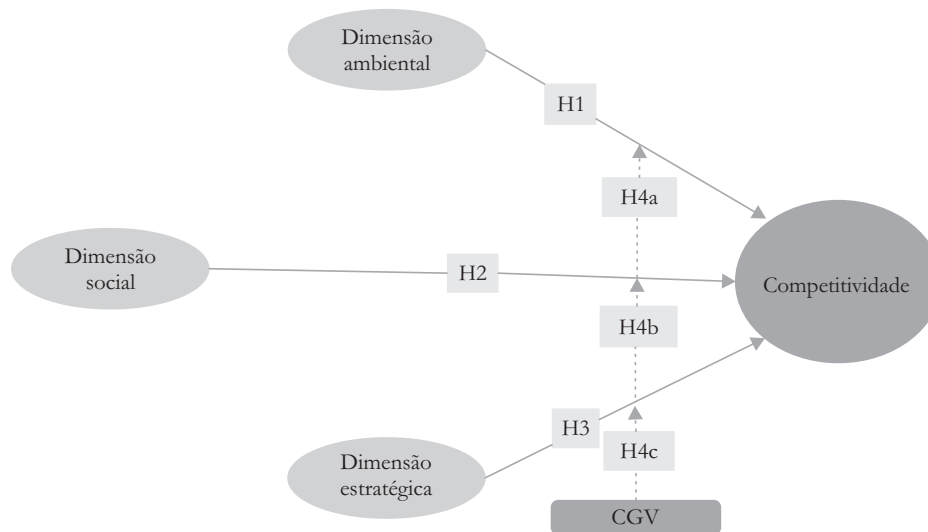 Dimensão
ambiental
H1
H4a
Dimensão
social
H2
Competitividade
H4b
H3
H4c
Dimensão
estratégica
CGV